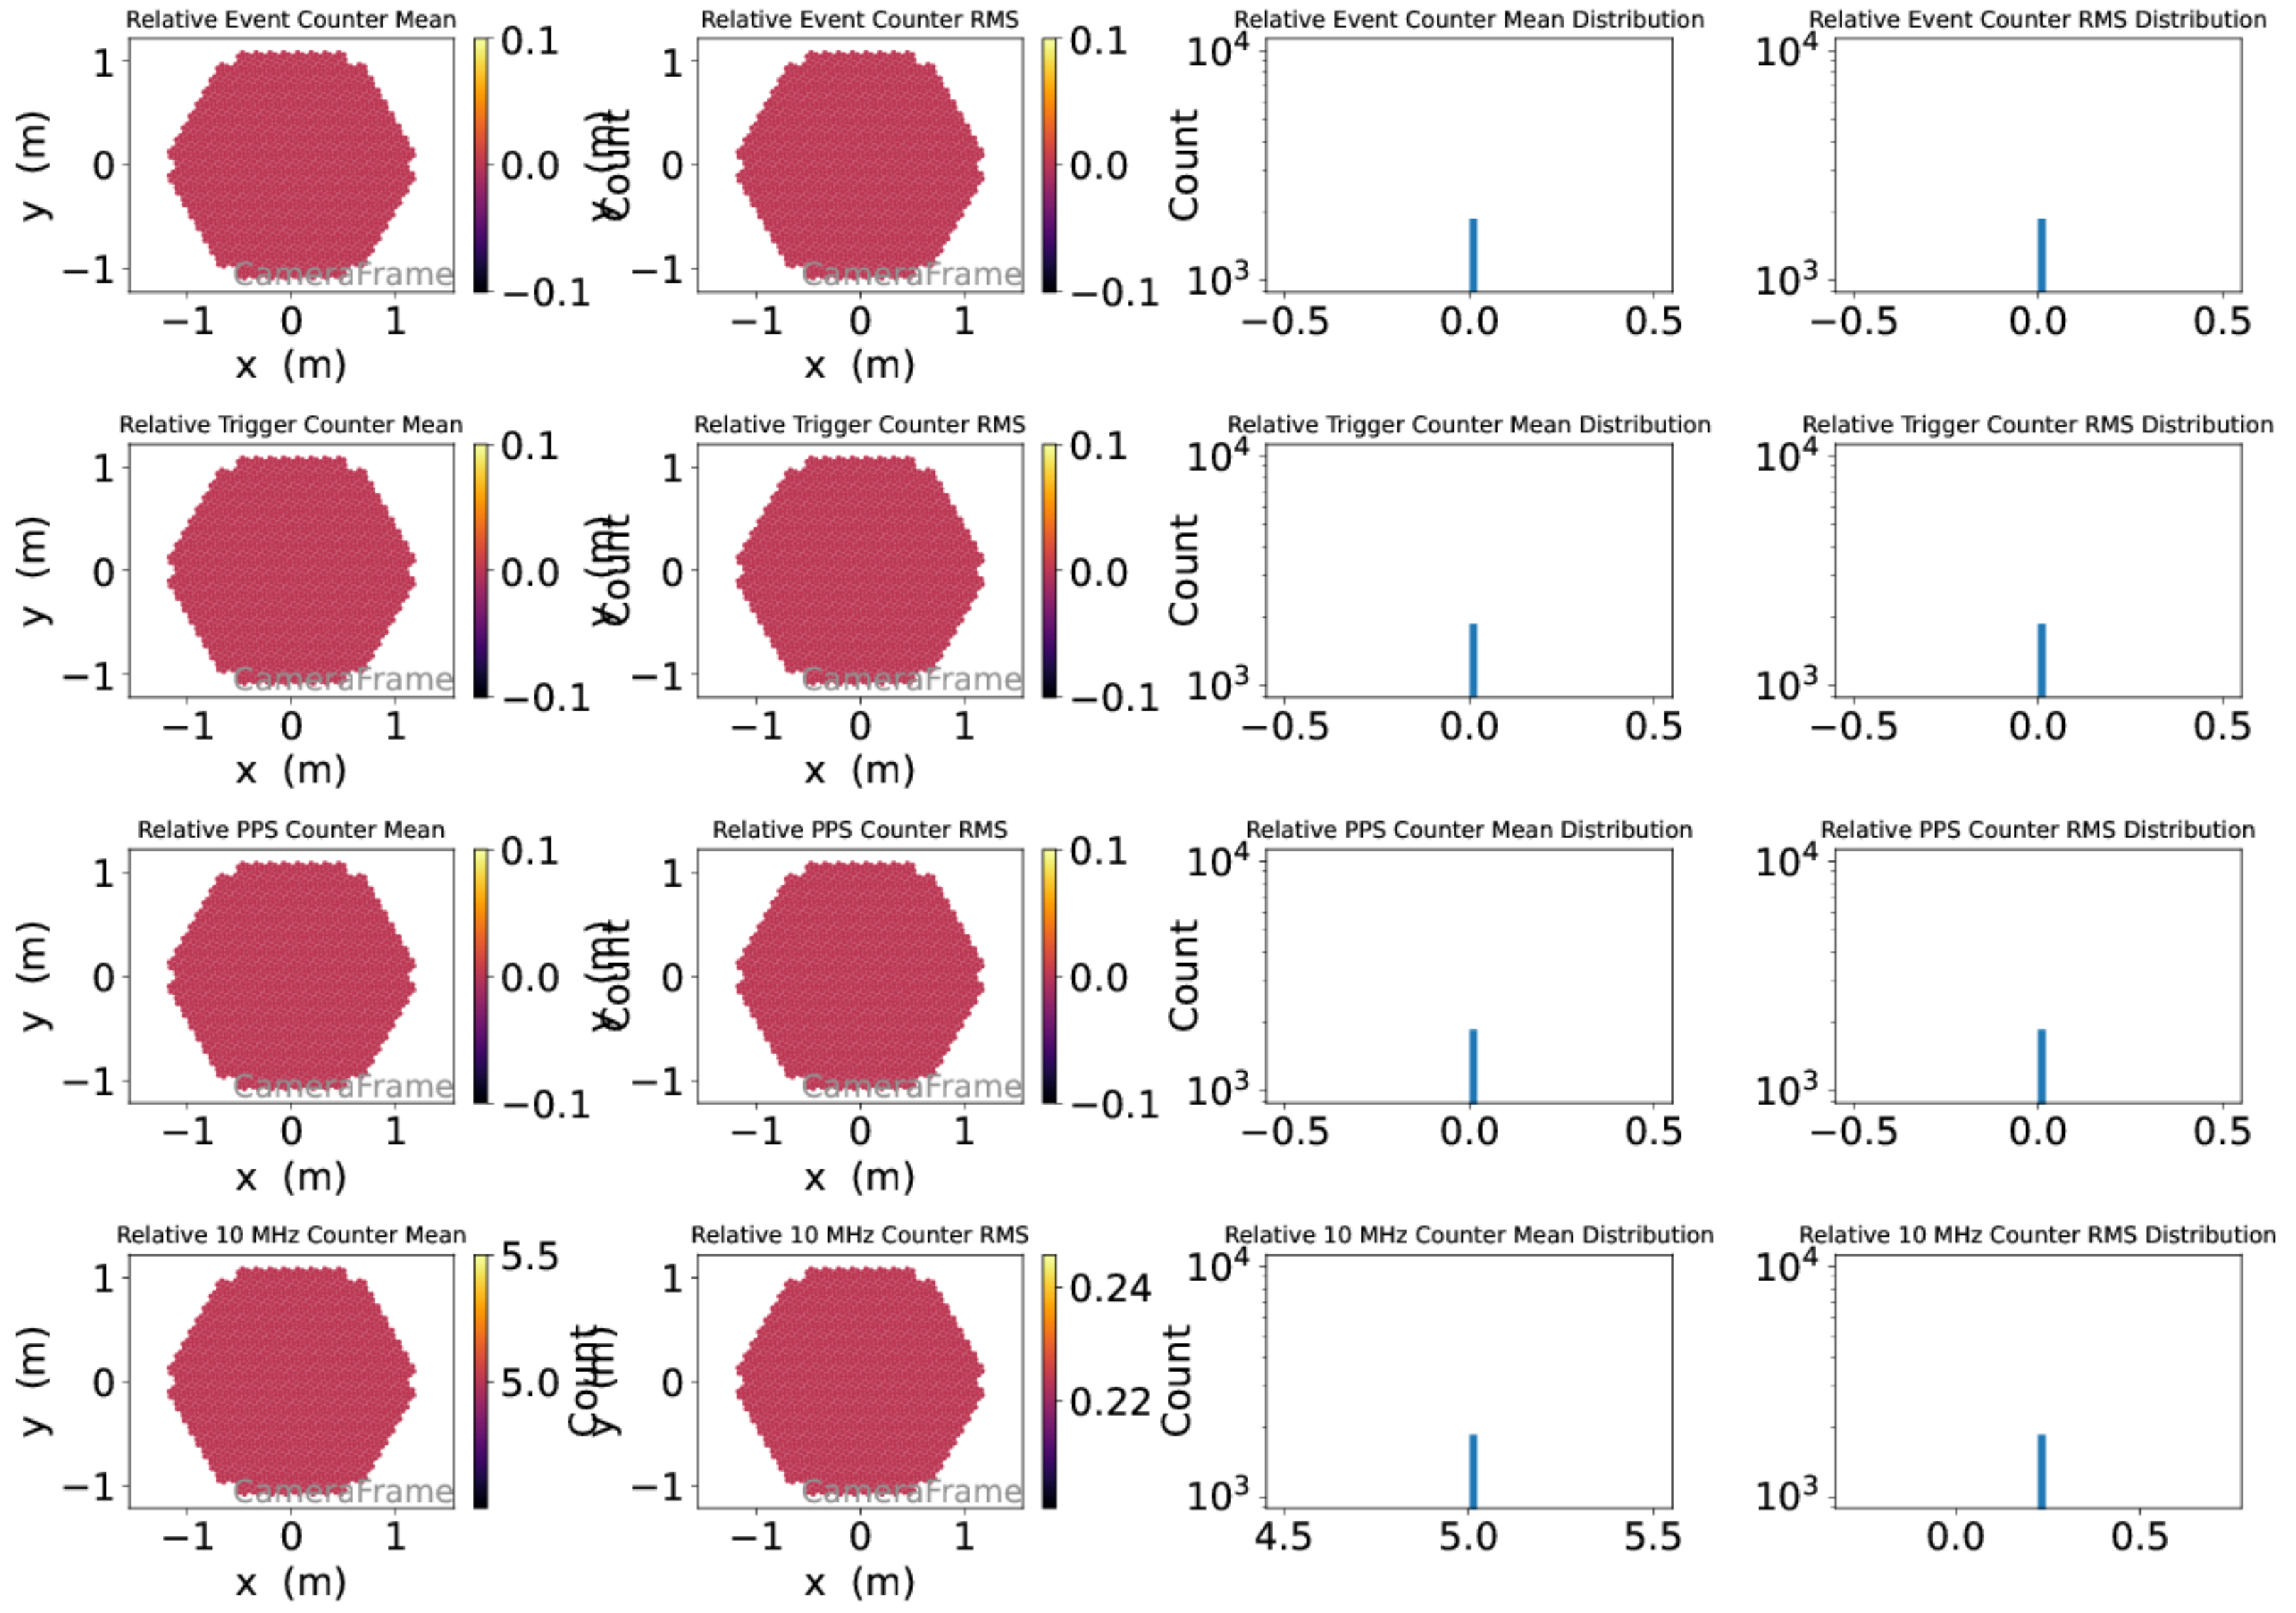 Relative Event Counter Mean
y (m)
1
0
−1
CameraFrame
−1 0 1
x (m)
0.1
0.0
−0.1
Count
Relative Event Counter RMS
y (m)
1
0
−1
CameraFrame
−1 0 1
x (m)
0.1
0.0
−0.1
Count
Relative Event Counter Mean Distribution
10⁴
10³
−0.5 0.0 0.5
Relative Event Counter RMS Distribution
10⁴
10³
−0.5 0.0 0.5
Relative Trigger Counter Mean
y (m)
1
0
−1
CameraFrame
−1 0 1
x (m)
0.1
0.0
−0.1
Count
Relative Trigger Counter RMS
y (m)
1
0
−1
CameraFrame
−1 0 1
x (m)
0.1
0.0
−0.1
Count
Relative Trigger Counter Mean Distribution
10⁴
10³
−0.5 0.0 0.5
Relative Trigger Counter RMS Distribution
10⁴
10³
−0.5 0.0 0.5
Relative PPS Counter Mean
y (m)
1
0
−1
CameraFrame
−1 0 1
x (m)
0.1
0.0
−0.1
Count
Relative PPS Counter RMS
y (m)
1
0
−1
CameraFrame
−1 0 1
x (m)
0.1
0.0
−0.1
Count
Relative PPS Counter Mean Distribution
10⁴
10³
−0.5 0.0 0.5
Relative PPS Counter RMS Distribution
10⁴
10³
−0.5 0.0 0.5
Relative 10 MHz Counter Mean
y (m)
1
0
−1
CameraFrame
−1 0 1
x (m)
5.5
5.0
Count
Relative 10 MHz Counter RMS
y (m)
1
0
−1
CameraFrame
−1 0 1
x (m)
0.24
0.22
Count
Relative 10 MHz Counter Mean Distribution
10⁴
10³
4.5 5.0 5.5
Relative 10 MHz Counter RMS Distribution
10⁴
10³
0.0 0.5